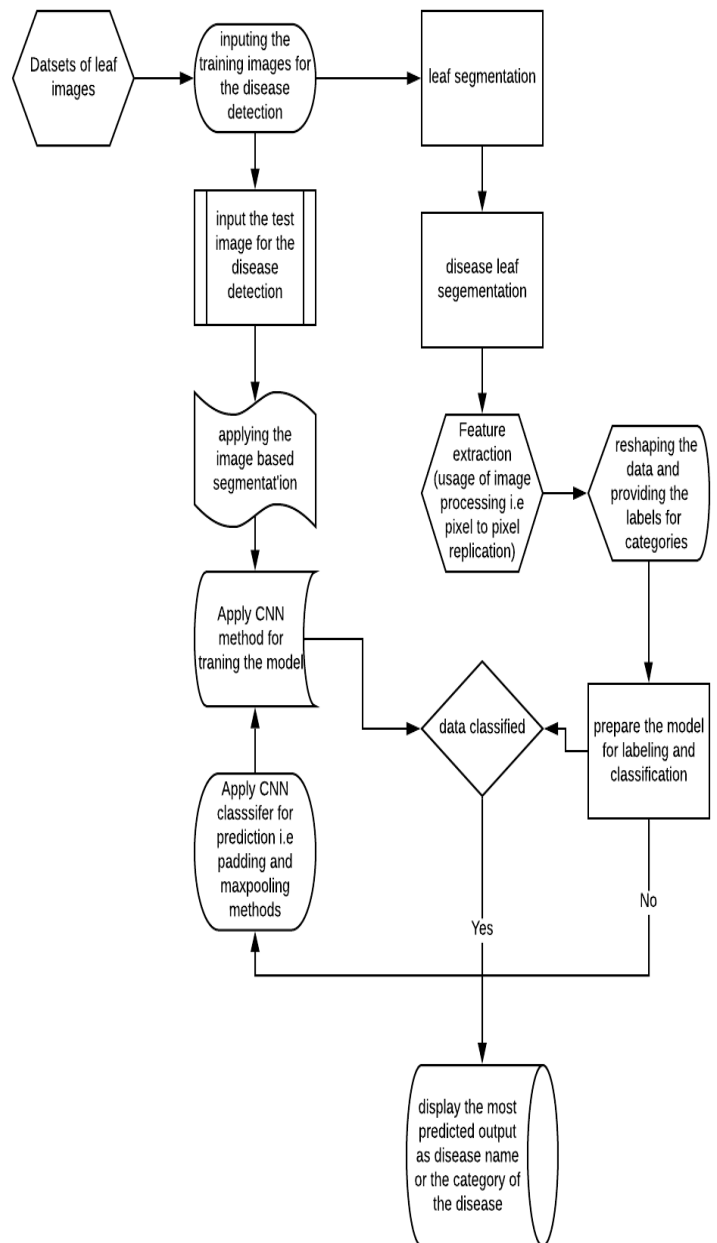 Datsets of leaf
images
inputing the
training images for
the disease
detection
leaf segmentation
input the test
image for the
disease
detection
disease leaf
segementation
applying the
image based
segmentat'ion
Feature
extraction
(usage of image
processing i.e
pixel to pixel
replication)
reshaping the
data and
providing the
labels for
categories
Apply CNN
method for
traning the model
data classified
prepare the model
for labeling and
classification
Apply CNN
classsifer for
prediction i.e
padding and
maxpooling
methods
No
Yes
display the most
predicted output
as disease name
or the category of
the disease